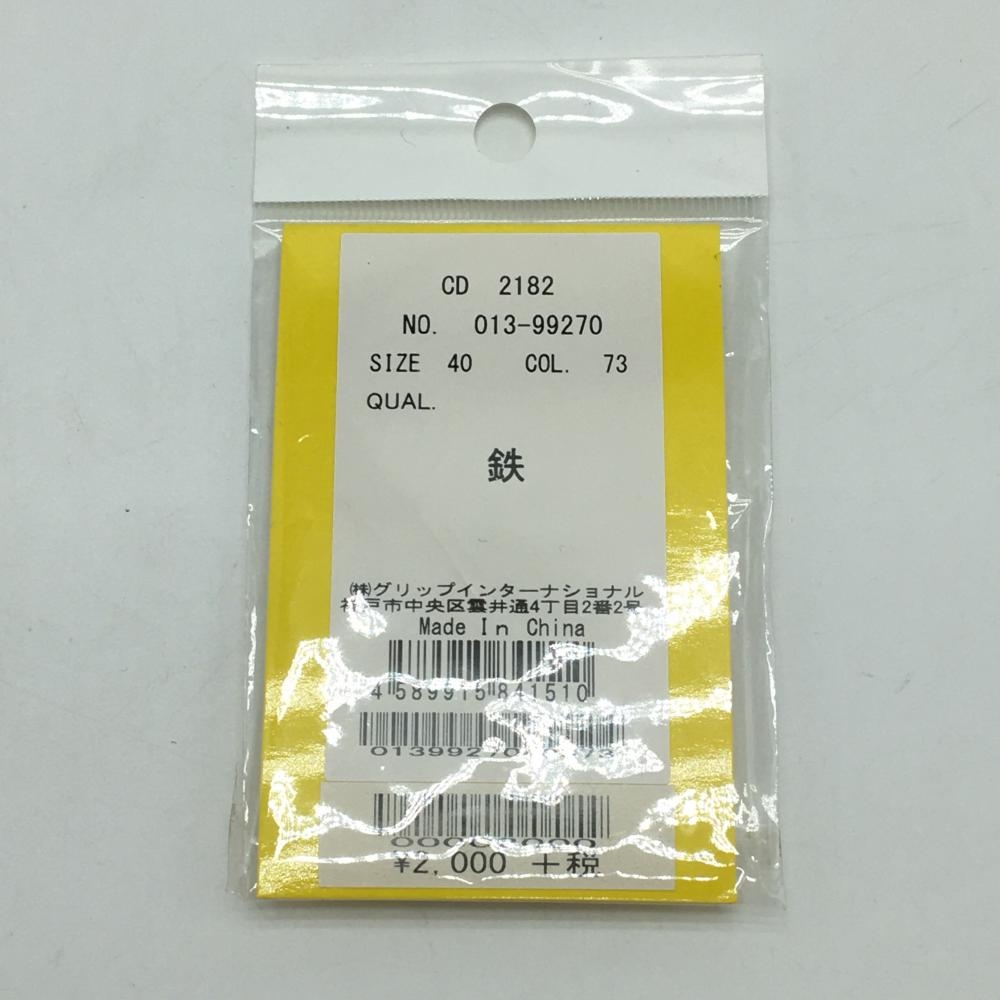 CD 2182
NO. 013-99270
SIZE 40 COL. 73
QUAL.
鉄
㈱グリップインターナショナル
神戸市中央区雲井通4丁目2番2号
Made In China
4 589915 841510
¥2,000 +税